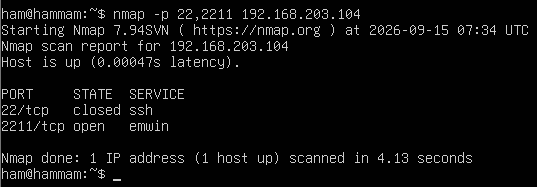 ham@hammam:~$ nmap -p 22,2211 192.168.203.104
Starting Nmap 7.94SVN ( https://nmap.org ) at 2026-09-15 07:34 UTC
Nmap scan report for 192.168.203.104
Host is up (0.00047s latency).
PORT     STATE  SERVICE
22/tcp   closed ssh
2211/tcp open   emwin
Nmap done: 1 IP address (1 host up) scanned in 4.13 seconds
ham@hammam:~$ _